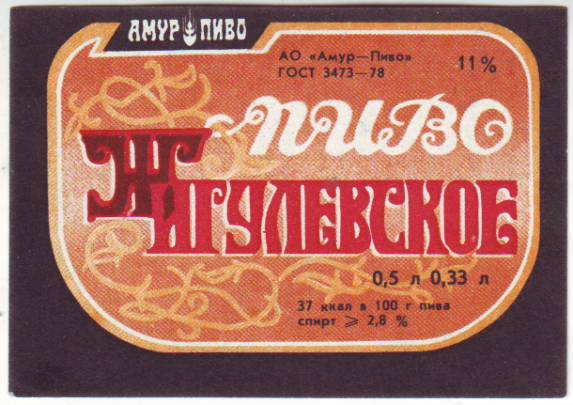 АМУР ПИВО
АО «Амур—Пиво»
ГОСТ 3473—78
11%
ПИВО
ЖИГУЛЕВСКОЕ
0,5 л 0,33 л
37 ккал в 100 г пива
спирт ⩾ 2,8 %